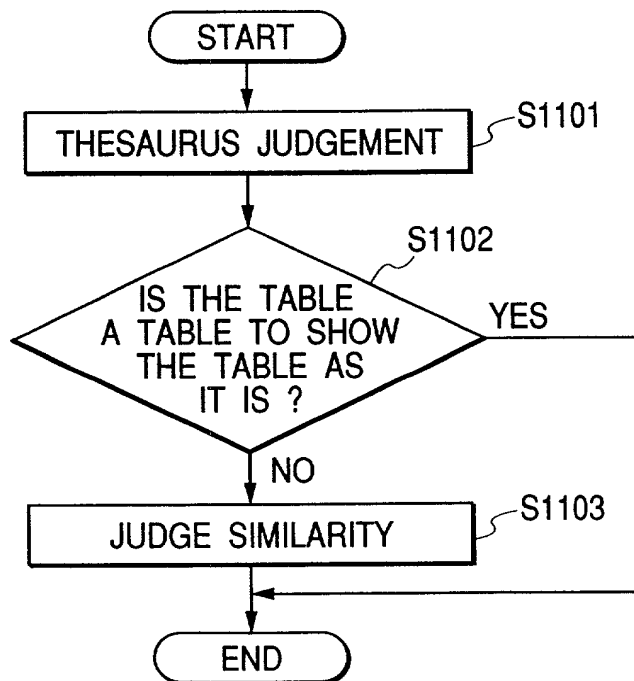 START
THESAURUS JUDGEMENT
S1101
S1102
IS THE TABLE
A TABLE TO SHOW
THE TABLE AS
IT IS ?
YES
NO
JUDGE SIMILARITY
S1103
END